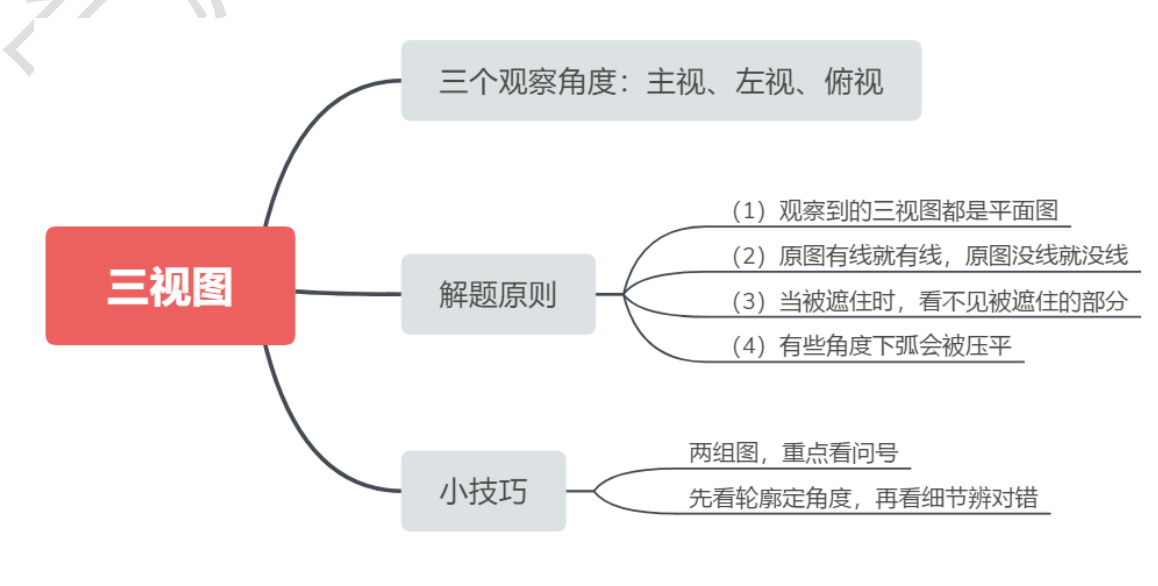 三个观察角度：主视、左视、俯视
三视图
解题原则
（1）观察到的三视图都是平面图
（2）原图有线就有线，原图没线就没线
（3）当被遮住时，看不见被遮住的部分
（4）有些角度下弧会被压平
小技巧
两组图，重点看问号
先看轮廓定角度，再看细节辨对错